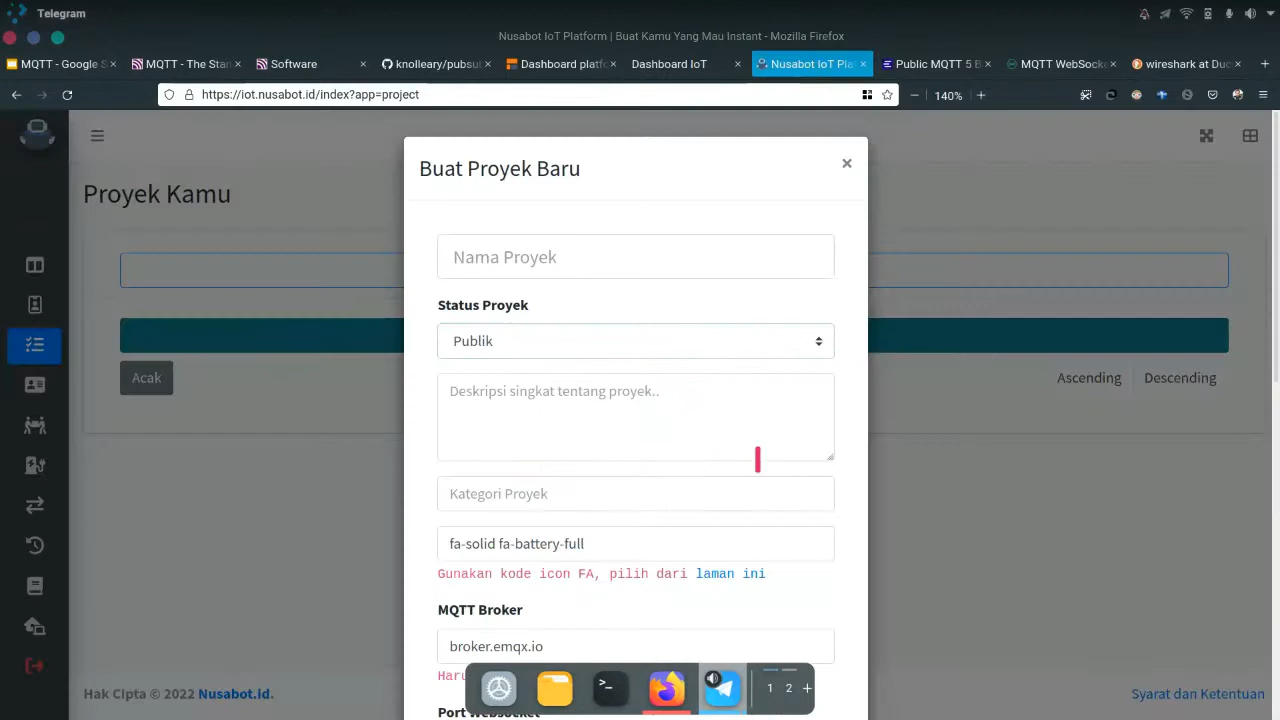 Telegram
Nusabot IoT Platform | Buat Kamu Yang Mau Instant - Mozilla Firefox
MQTT - Google S
MQTT - The Stan
Software
knolleary/pubsu
Dashboard platfo
Dashboard IoT
Nusabot IoT Pla
Public MQTT 5 B
MQTT WebSocke
wireshark at Duc
https://iot.nusabot.id/index?app=project
140%
Buat Proyek Baru
Proyek Kamu
Nama Proyek
Status Proyek
Publik
Acak
Ascending
Descending
Deskripsi singkat tentang proyek..
Kategori Proyek
fa-solid fa-battery-full
Gunakan kode icon FA, pilih dari laman ini
MQTT Broker
broker.emqx.io
Haru
1 2 +
Hak Cipta © 2022 Nusabot.id.
Syarat dan Ketentuan
Port Websocket